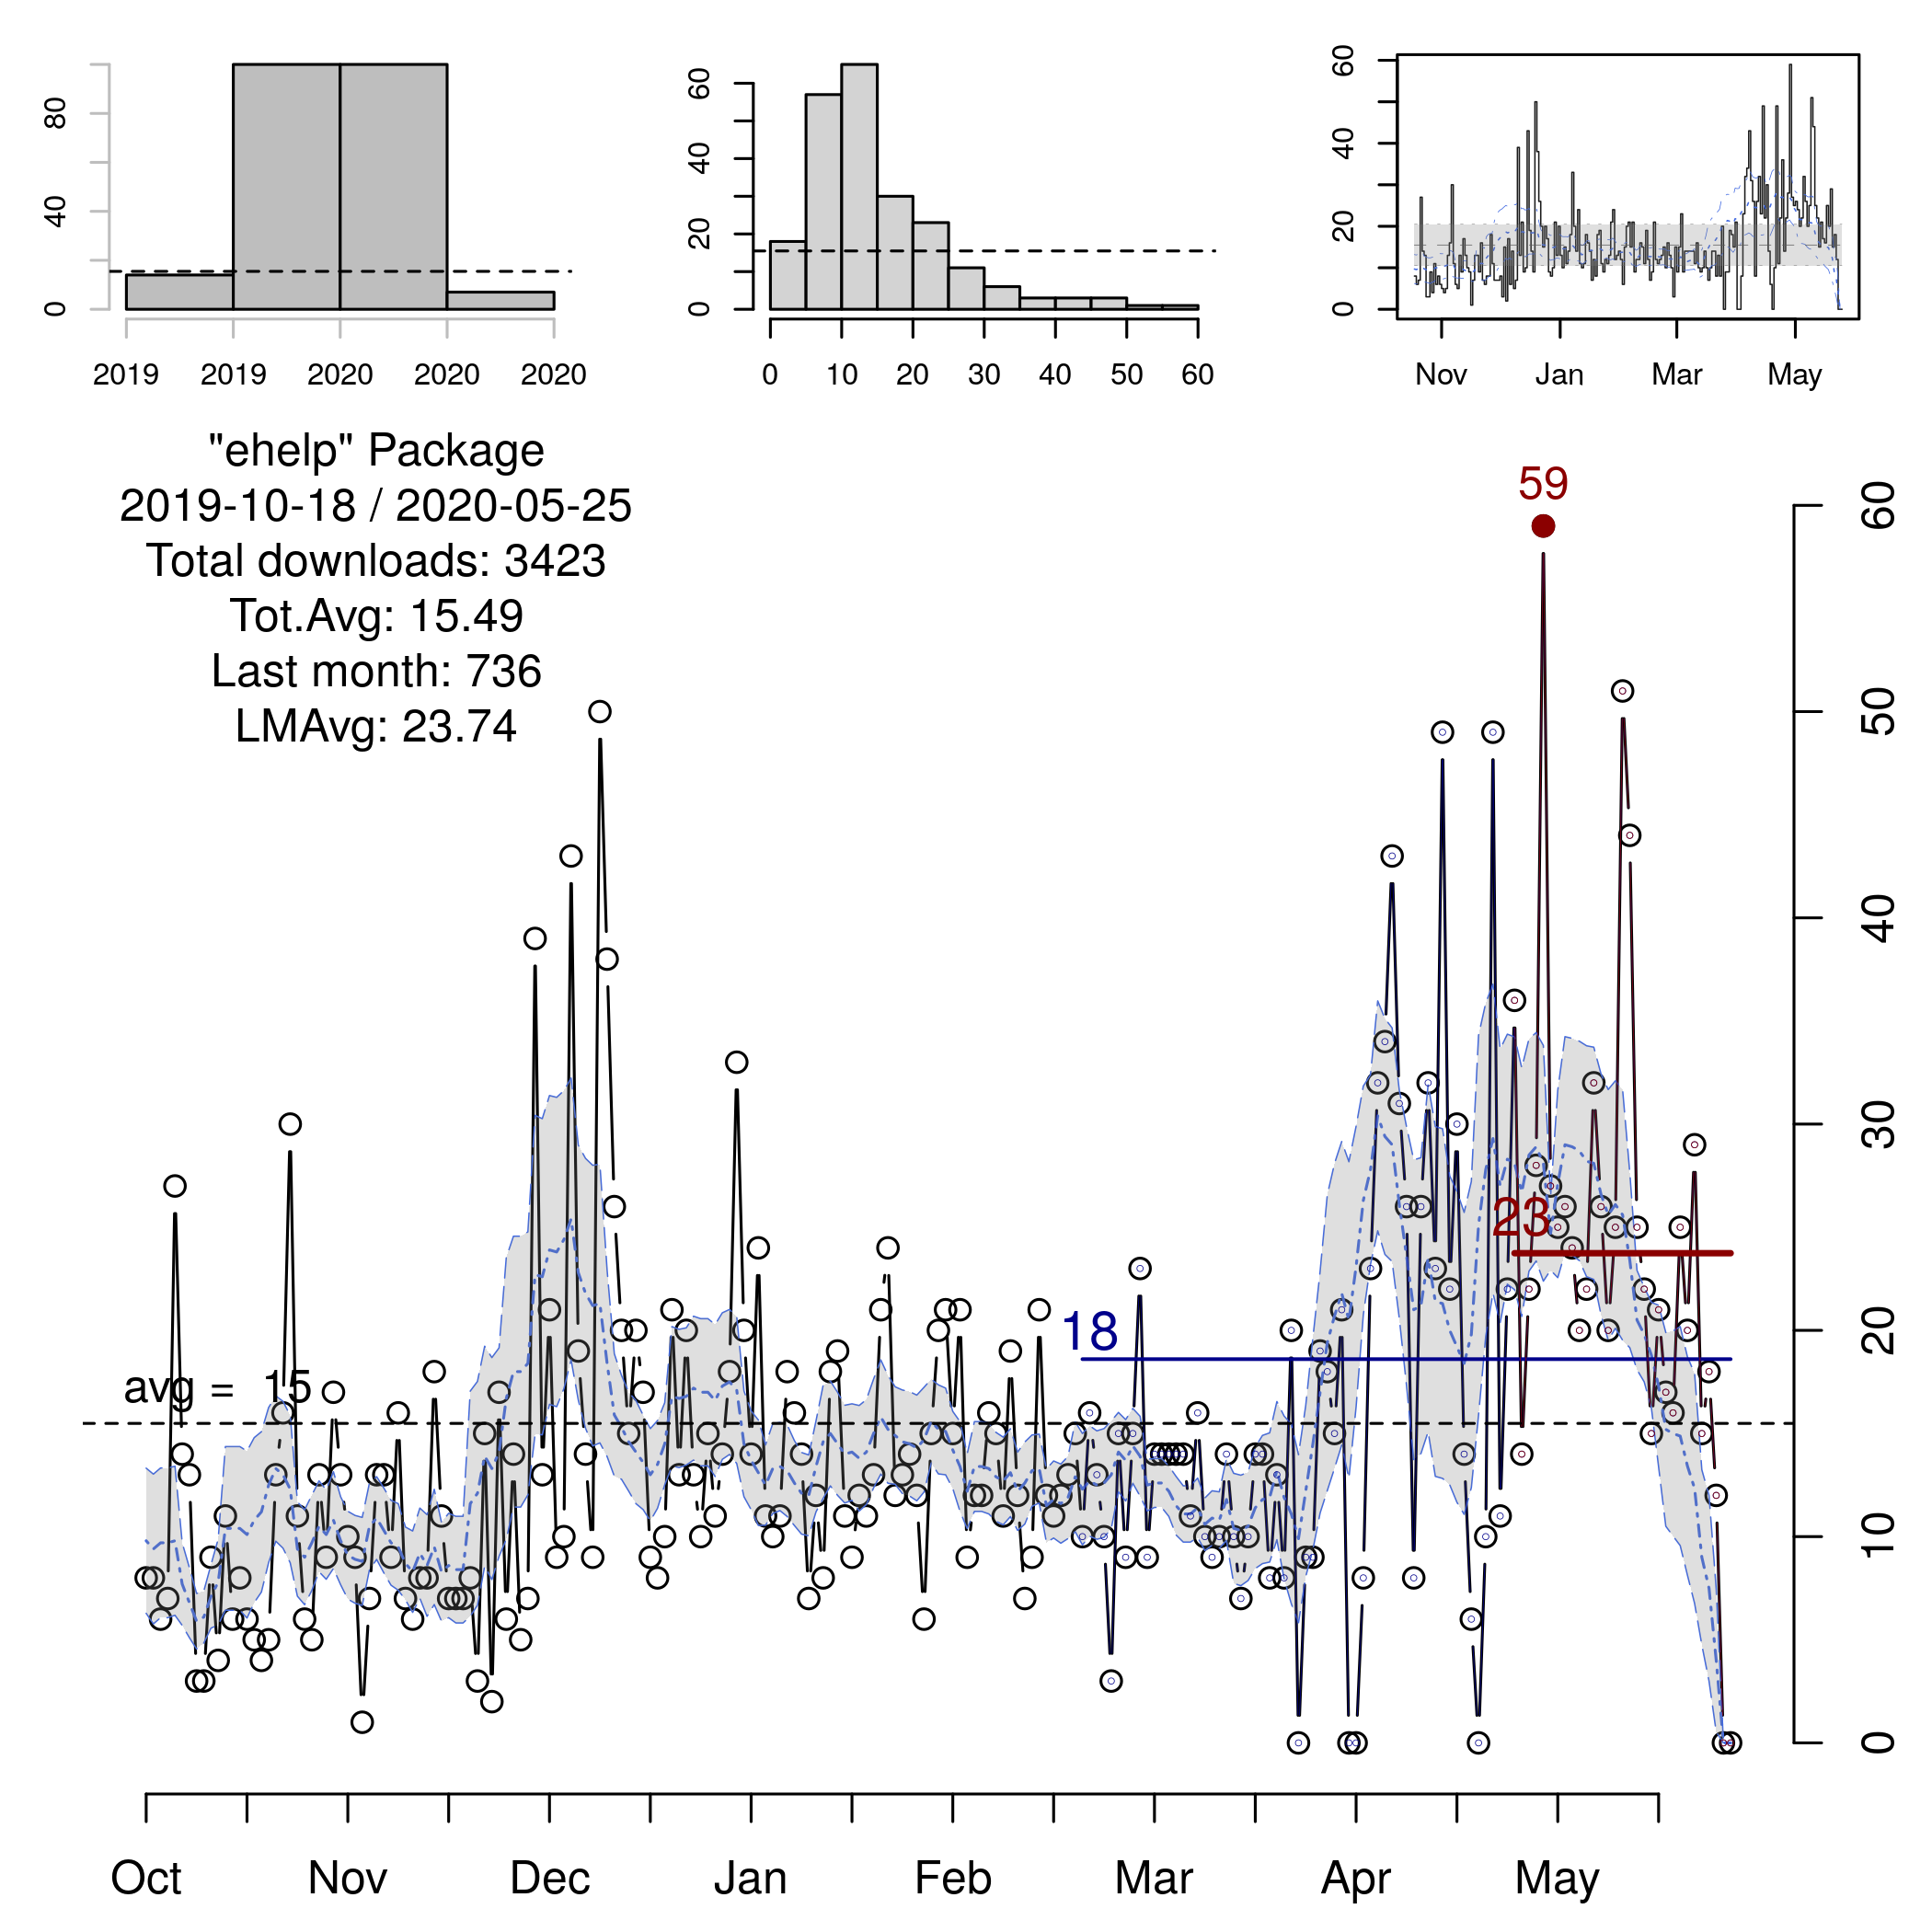 80
40
0
2019 2019 2020 2020 2020
60
40
20
0
0 10 20 30 40 50 60
60
40
20
0
Nov Jan Mar May
"ehelp" Package
2019-10-18 / 2020-05-25
Total downloads: 3423
Tot.Avg: 15.49
Last month: 736
LMAvg: 23.74
59
23
18
avg = 15
60
50
40
30
20
10
0
Oct Nov Dec Jan Feb Mar Apr May